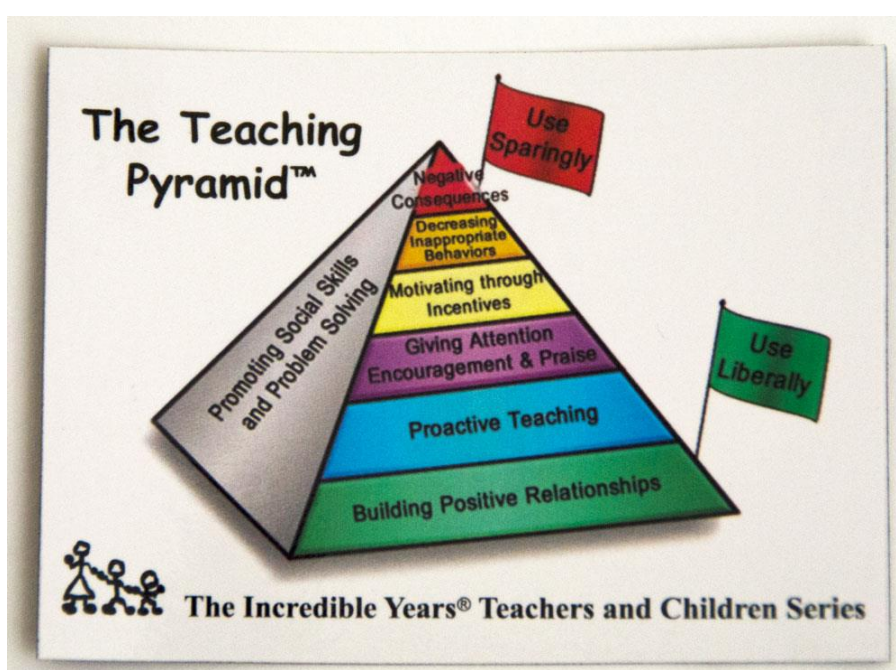 The Teaching
Pyramid™
Use
Sparingly
Negative
Consequences
Decreasing
Inappropriate
Behaviors
Motivating through
Incentives
Giving Attention
Encouragement & Praise
Proactive Teaching
Building Positive Relationships
Promoting Social Skills
and Problem Solving
Use
Liberally
The Incredible Years® Teachers and Children Series